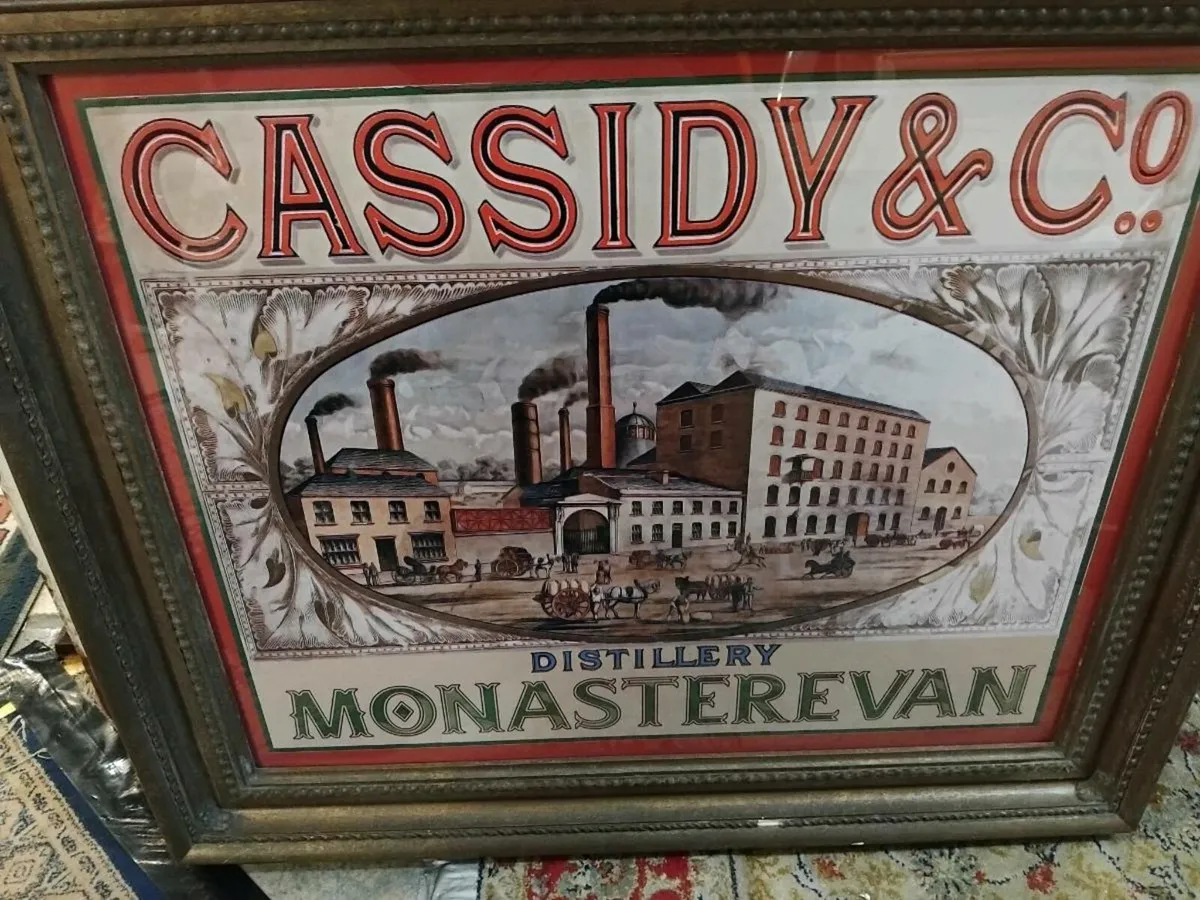 CASSIDY & Co.
DISTILLERY
MONASTEREVAN